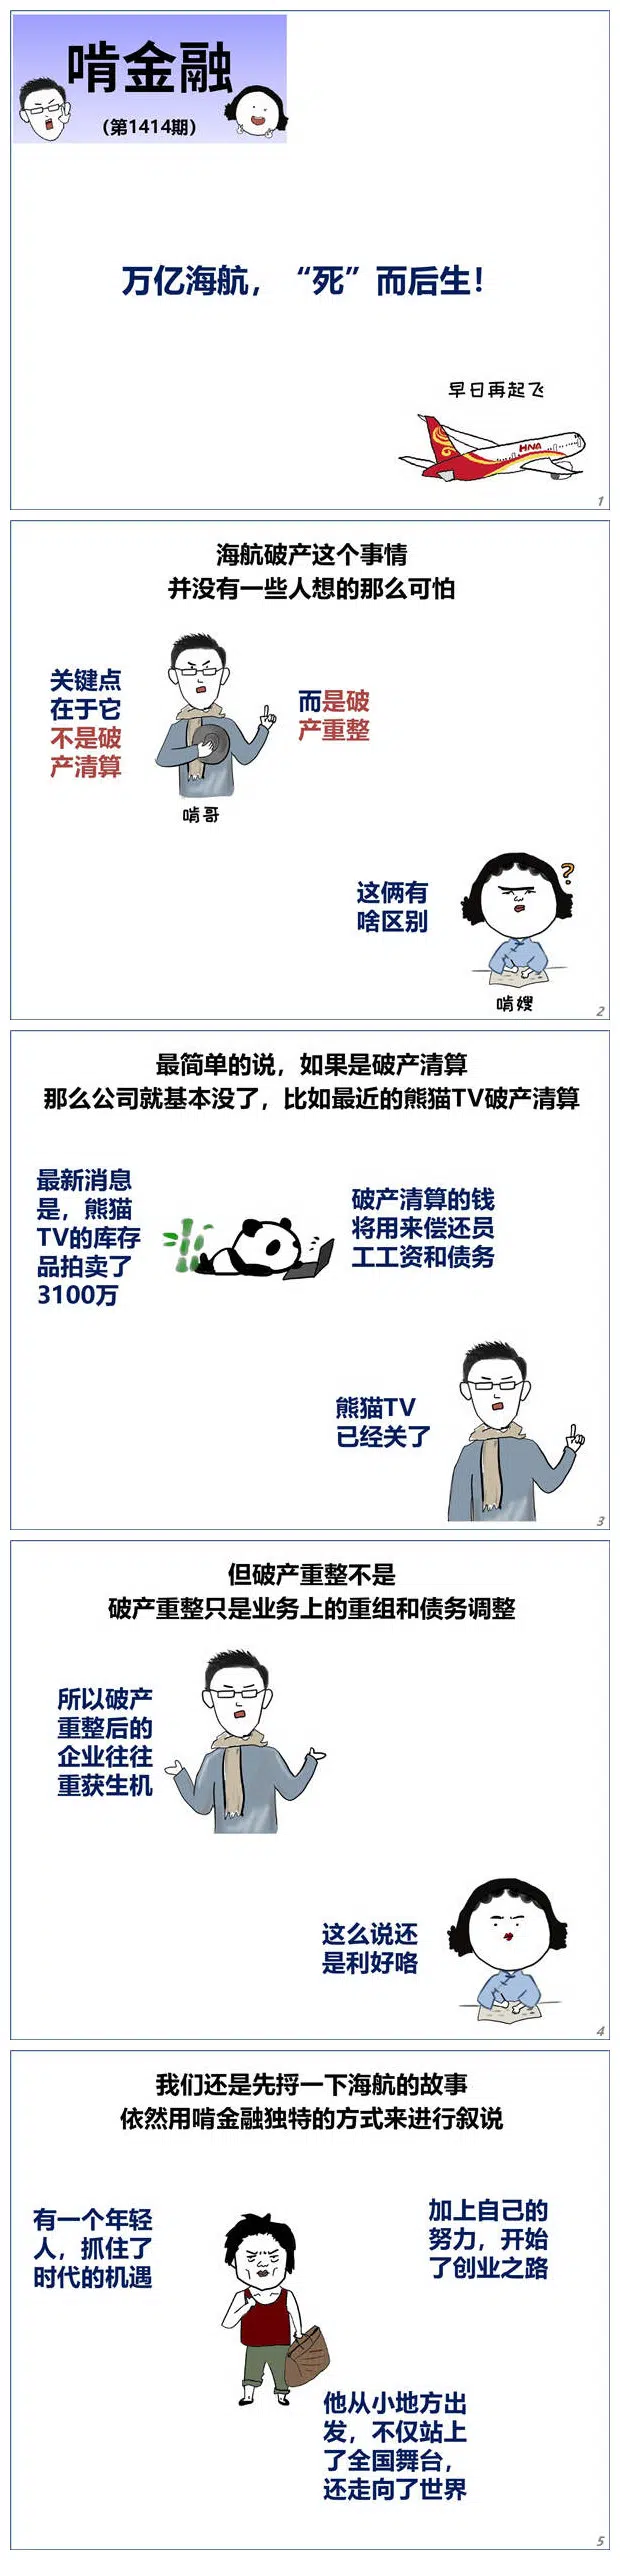 啃金融
（第1414期）
万亿海航，“死”而后生！
早日再起飞
HNA
1
海航破产这个事情
并没有一些人想的那么可怕
关键点
在于它
不是破
产清算
而是破
产重整
啃哥
?
这俩有
啥区别
啃嫂
2
最简单的说，如果是破产清算
那么公司就基本没了，比如最近的熊猫TV破产清算
最新消息
是，熊猫
TV的库存
品拍卖了
3100万
破产清算的钱
将用来偿还员
工工资和债务
熊猫TV
已经关了
3
但破产重整不是
破产重整只是业务上的重组和债务调整
所以破产
重整后的
企业往往
重获生机
这么说还
是利好咯
4
我们还是先捋一下海航的故事
依然用啃金融独特的方式来进行叙说
有一个年轻
人，抓住了
时代的机遇
加上自己的
努力，开始
了创业之路
他从小地方出
发，不仅站上
了全国舞台，
还走向了世界
5